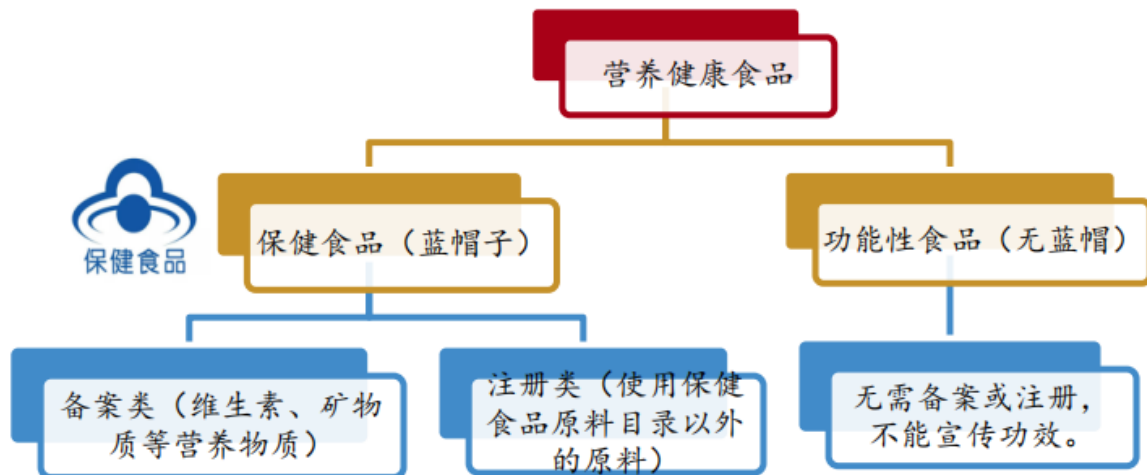 营养健康食品
保健食品
保健食品（蓝帽子）
功能性食品（无蓝帽）
备案类（维生素、矿物
质等营养物质）
注册类（使用保健
食品原料目录以外
的原料）
无需备案或注册，
不能宣传功效。